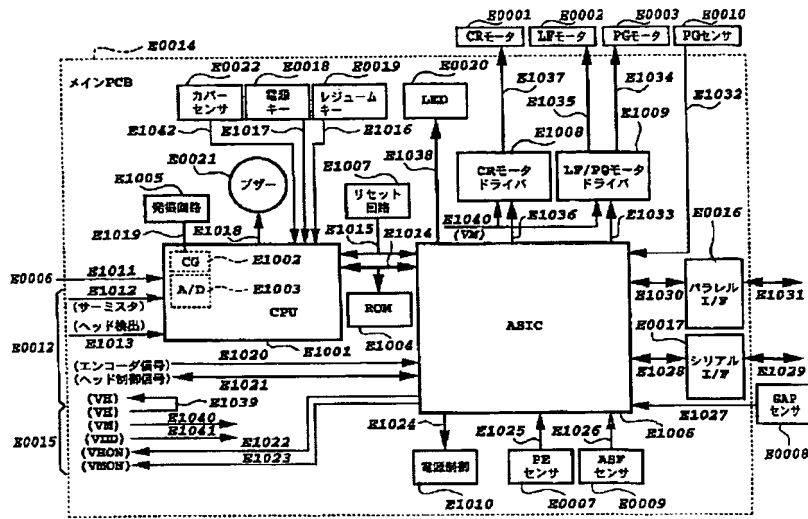 E0001 E0002 E0003 E0010
E0014
CRモータ LFモータ PGモータ PGセンサ
メインPCB
E0022 E0018 E0019 E0020
カバー
センサ
電源
キー
レジューム
キー
LED
E1037 E1034 E1032
E1042 E1017 E1016
E1035 E1009
E1008
E0021
E1007
E1038
CRモータ
ドライバ
LF/PGモータ
ドライバ
E1005
ブザー
リセット
回路
発振回路
E1019 E1018 E1015 E1014
E1040
(VM)
E1036 E1033 E0016
E0006 E1011
CG E1002
A/D E1003
CPU
ROM
ASIC
E1030 パラレル
I/F
E1031
E1012
(サーミスタ)
(ヘッド検出)
E1013
E0012
E1001 E1004
E0017
(エンコーダ信号) E1020
(ヘッド制御信号) E1021
E1028 シリアル
I/F
E1029
(VH)
(VH) E1039
(VM) E1040
(VDD) E1041
(VHON) E1022
(VMON) E1023
E0015
E1024 E1025 E1026 E1027
E1006
GAP
センサ
E0008
電源制御
PE
センサ
ASF
センサ
E1010 E0007 E0009